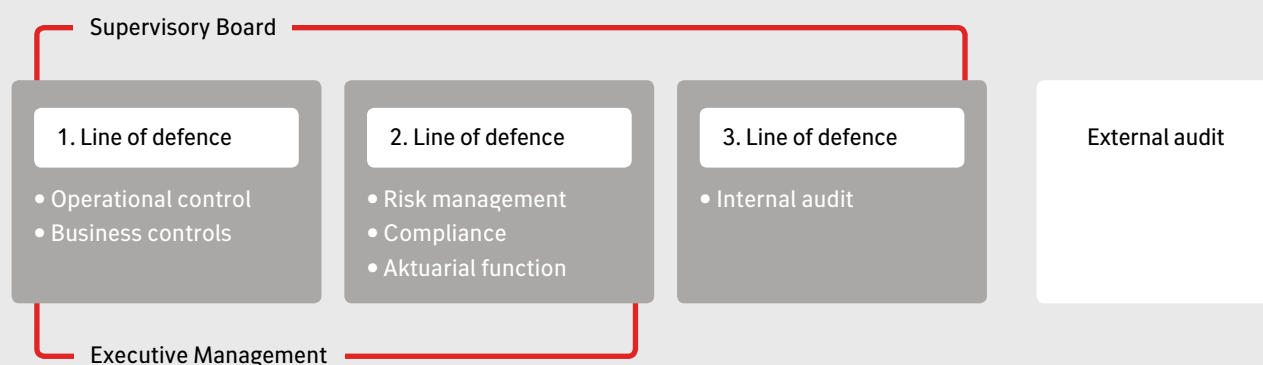 Supervisory Board
1. Line of defence
• Operational control
• Business controls
2. Line of defence
• Risk management
• Compliance
• Aktuarial function
3. Line of defence
• Internal audit
External audit
Executive Management